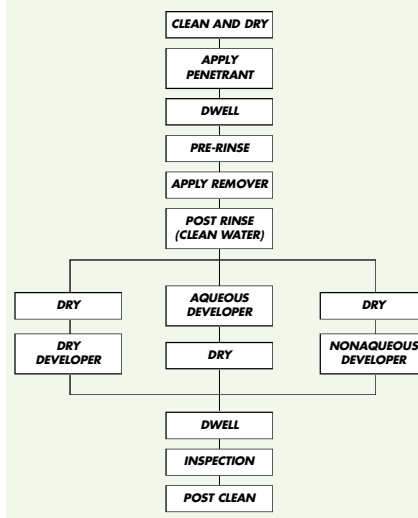 CLEAN AND DRY
APPLY
PENETRANT
DWELL
PRE-RINSE
APPLY REMOVER
POST RINSE
(CLEAN WATER)
DRY
DRY
DEVELOPER
AQUEOUS
DEVELOPER
DRY
DRY
NONAQUEOUS
DEVELOPER
DWELL
INSPECTION
POST CLEAN